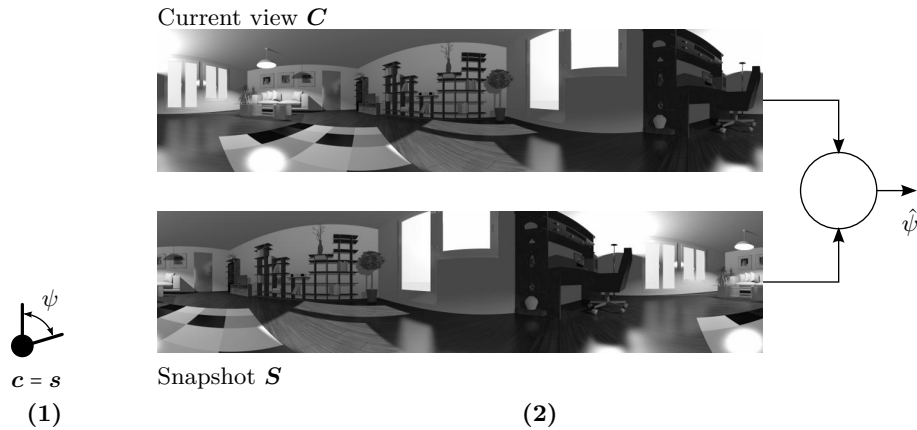 Current view C
ψ̂
ψ
c = s
Snapshot S
(1)
(2)